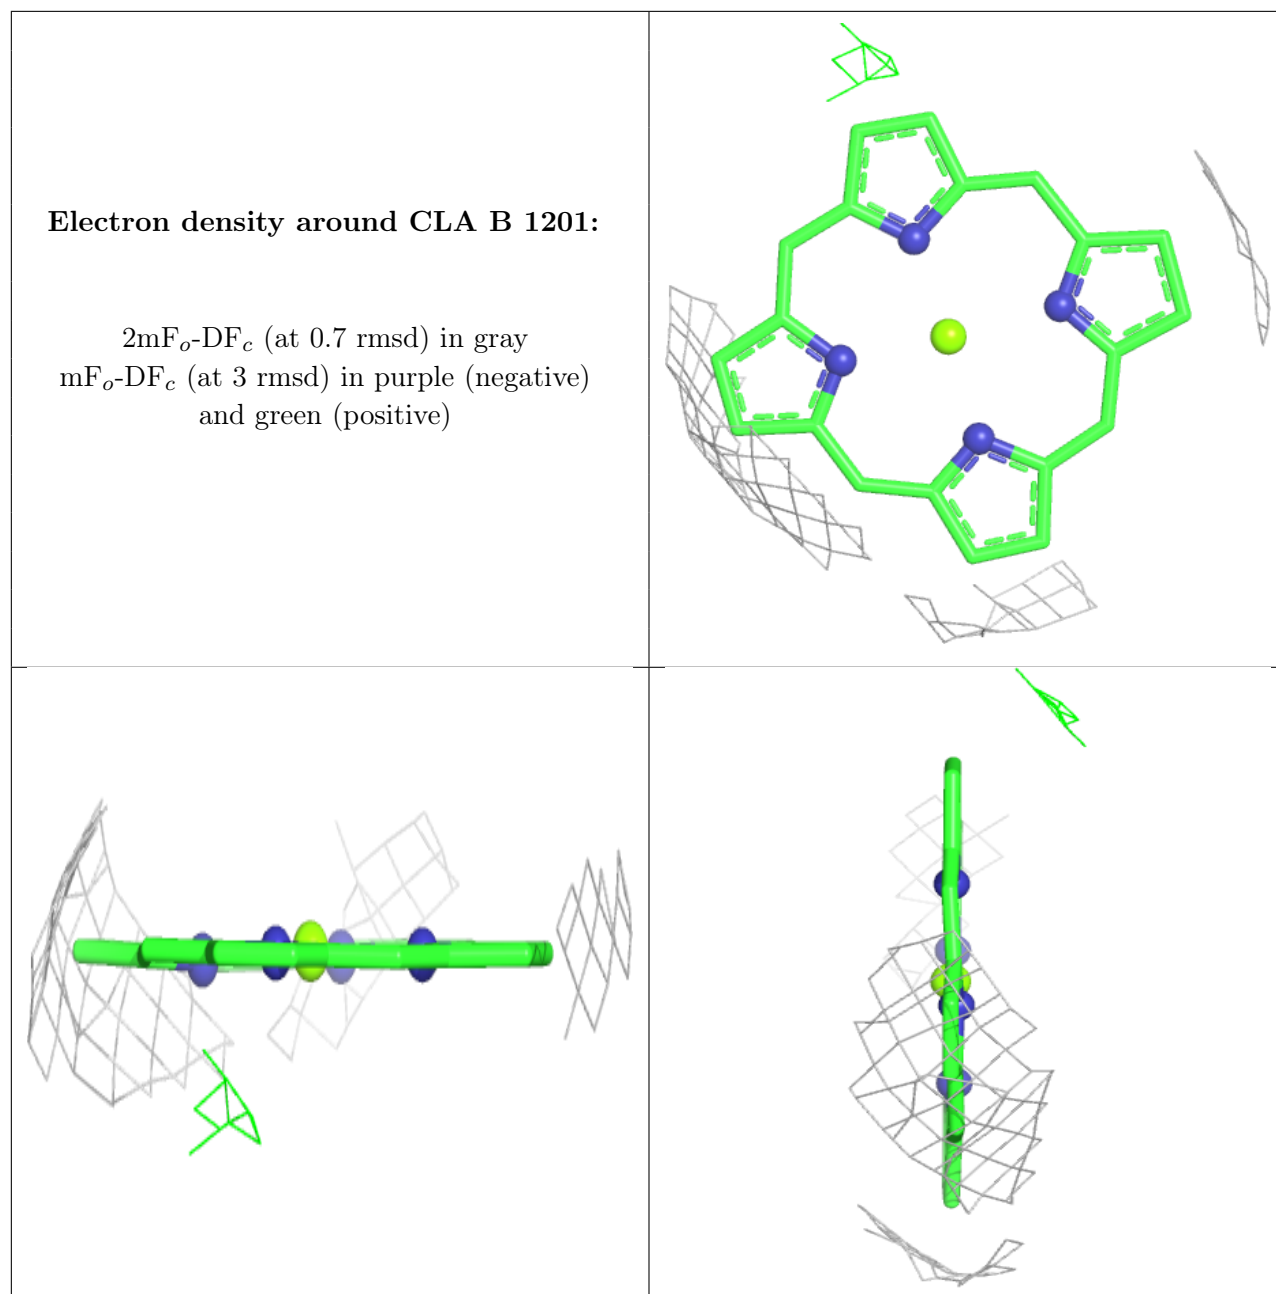 Electron density around CLA B 1201:
2mFo-DFc (at 0.7 rmsd) in gray
mFo-DFc (at 3 rmsd) in purple (negative)
and green (positive)